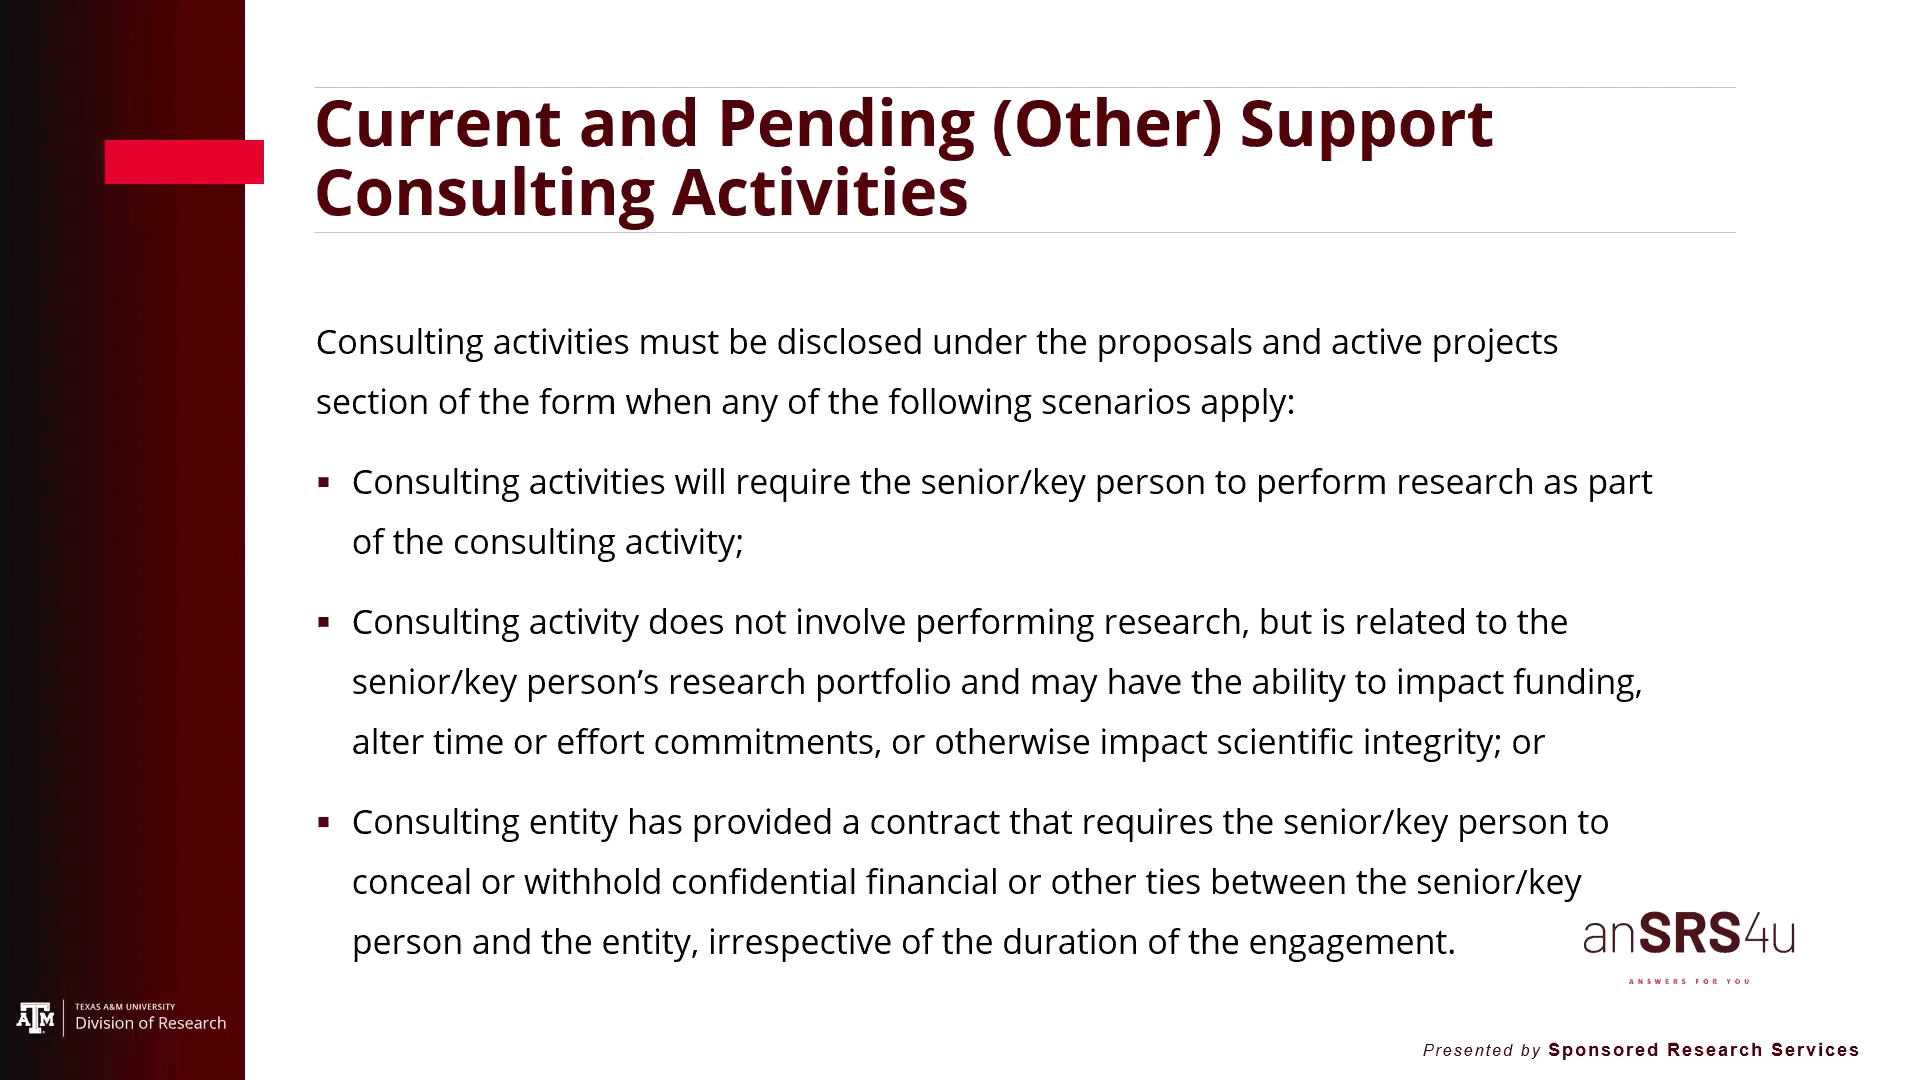 Current and Pending (Other) Support
Consulting Activities
Consulting activities must be disclosed under the proposals and active projects
section of the form when any of the following scenarios apply:
▪ Consulting activities will require the senior/key person to perform research as part
of the consulting activity;
▪ Consulting activity does not involve performing research, but is related to the
senior/key person’s research portfolio and may have the ability to impact funding,
alter time or effort commitments, or otherwise impact scientific integrity; or
▪ Consulting entity has provided a contract that requires the senior/key person to
conceal or withhold confidential financial or other ties between the senior/key
person and the entity, irrespective of the duration of the engagement.
anSRS4u
ANSWERS FOR YOU
ATM
TEXAS A&M UNIVERSITY
Division of Research
Presented by Sponsored Research Services